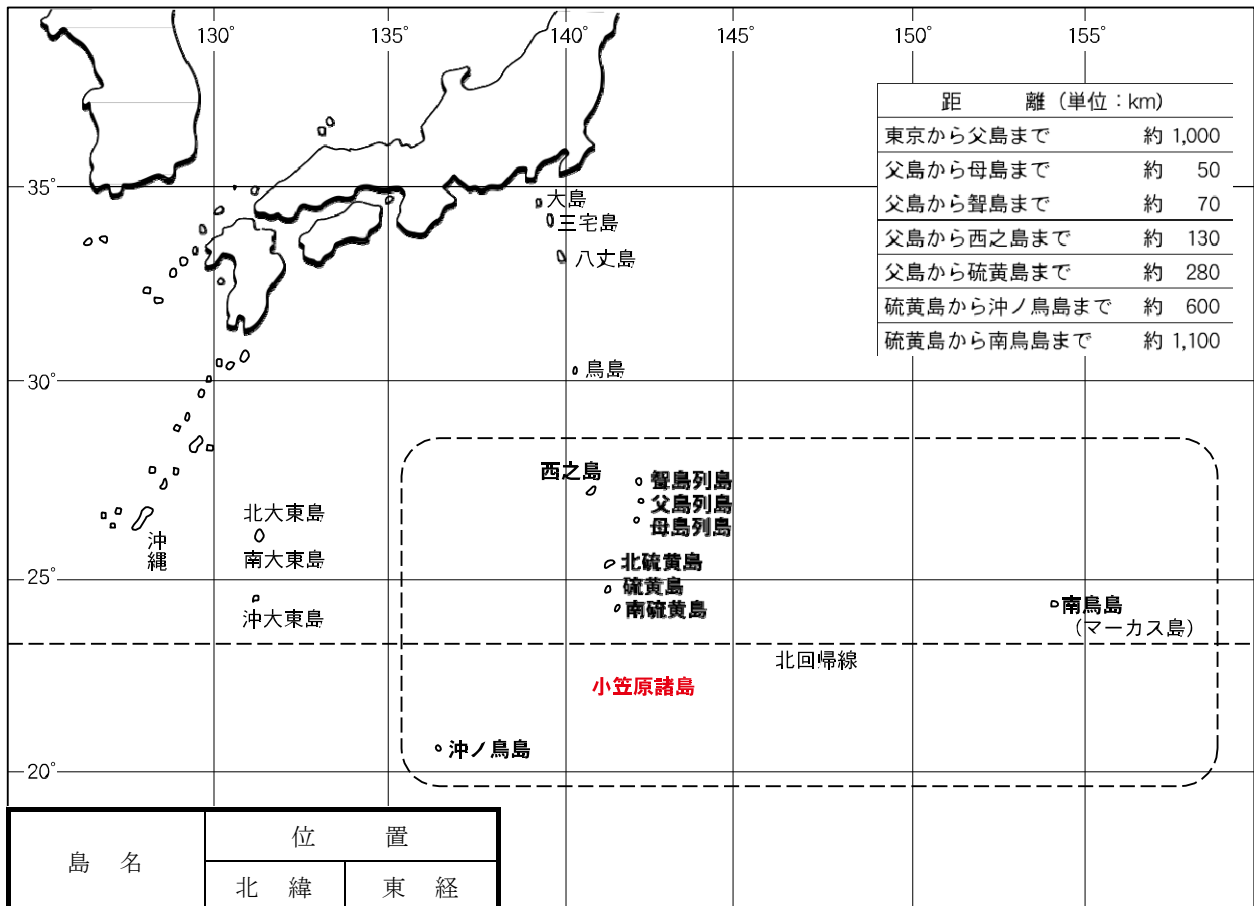 130° 135° 140° 145° 150° 155°
距 離 (単位：km)
東京から父島まで 約 1,000
父島から母島まで 約 50
父島から聟島まで 約 70
父島から西之島まで 約 130
父島から硫黄島まで 約 280
硫黄島から沖ノ鳥島まで 約 600
硫黄島から南鳥島まで 約 1,100
35°
大島
三宅島
八丈島
30°
鳥島
西之島
聟島列島
父島列島
母島列島
北大東島
沖縄
南大東島
北硫黄島
25°
硫黄島
南硫黄島
沖大東島
南鳥島
(マーカス島)
北回帰線
小笠原諸島
沖ノ鳥島
20°
島 名
位 置
北 緯
東 経